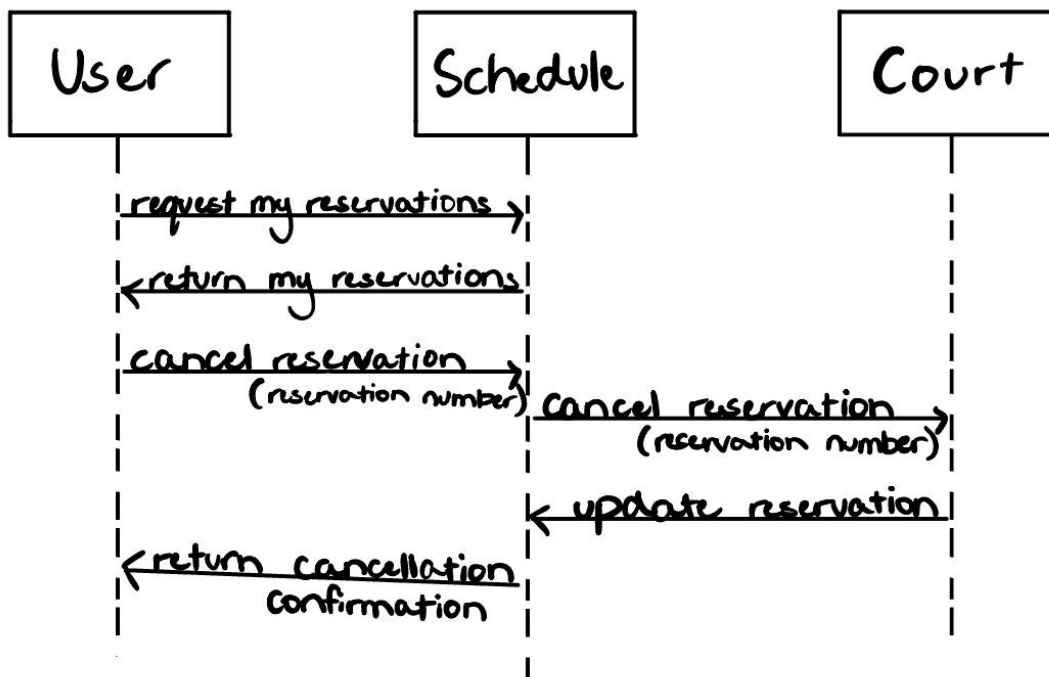 User
Schedule
Court
request my reservations
return my reservations
cancel reservation
(reservation number)
cancel reservation
(reservation number)
update reservation
return cancellation
confirmation